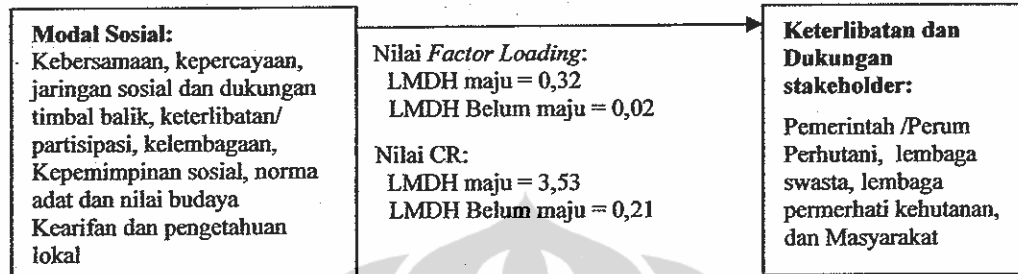 Modal Sosial:
Kebersamaan, kepercayaan,
jaringan sosial dan dukungan
timbal balik, keterlibatan/
partisipasi, kelembagaan,
Kepemimpinan sosial, norma
adat dan nilai budaya
Kearifan dan pengetahuan
lokal
Nilai Factor Loading:
LMDH maju = 0,32
LMDH Belum maju = 0,02
Nilai CR:
LMDH maju = 3,53
LMDH Belum maju = 0,21
Keterlibatan dan
Dukungan
stakeholder:
Pemerintah /Perum
Perhutani, lembaga
swasta, lembaga
permerhati kehutanan,
dan Masyarakat